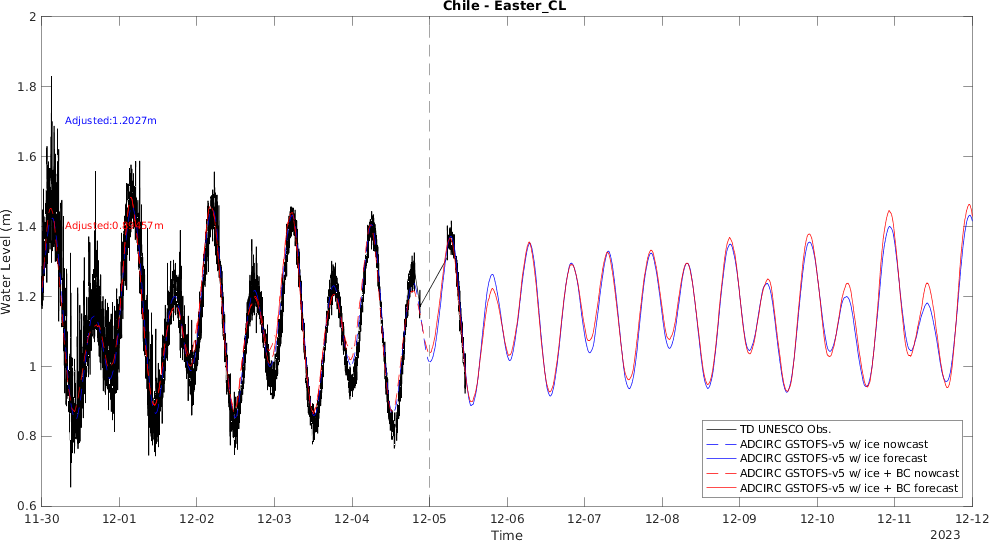 Chile - Easter_CL
2
1.8
1.6
1.4
1.2
1
0.8
0.6
Water Level (m)
Adjusted:1.2027m
TD UNESCO Obs.
ADCIRC GSTOFS-v5 w/ ice nowcast
ADCIRC GSTOFS-v5 w/ ice forecast
ADCIRC GSTOFS-v5 w/ ice + BC nowcast
ADCIRC GSTOFS-v5 w/ ice + BC forecast
11-30 12-01 12-02 12-03 12-04 12-05 12-06 12-07 12-08 12-09 12-10 12-11 12-12
Time
2023